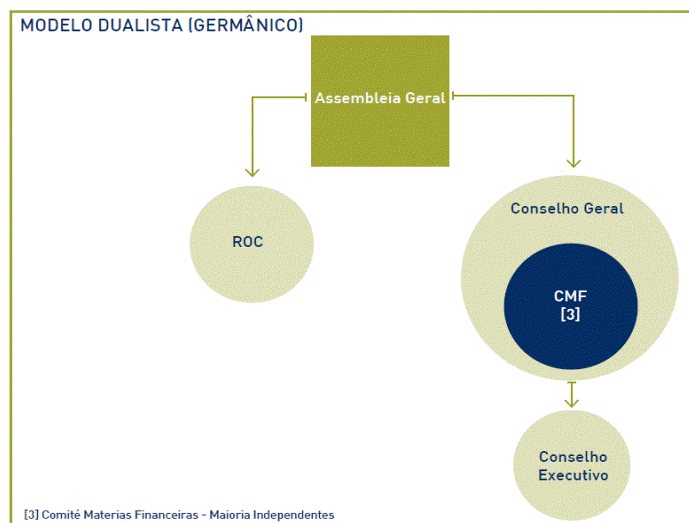 MODELO DUALISTA (GERMÂNICO)
Assembleia Geral
ROC
Conselho Geral
CMF
[3]
Conselho
Executivo
[3] Comité Materias Financeiras - Maioria Independentes